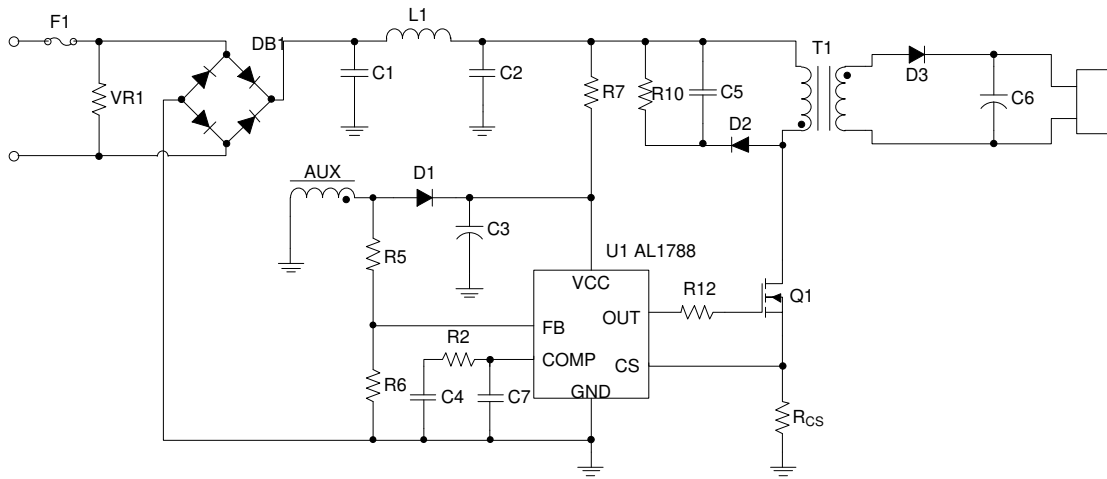 F1
L1
DB1
T1
VR1
C1
C2
R7
R10
C5
D2
D3
C6
AUX
D1
C3
R5
U1 AL1788
VCC
R12
Q1
OUT
FB
R2
COMP
CS
R6
C4
C7
GND
RCS